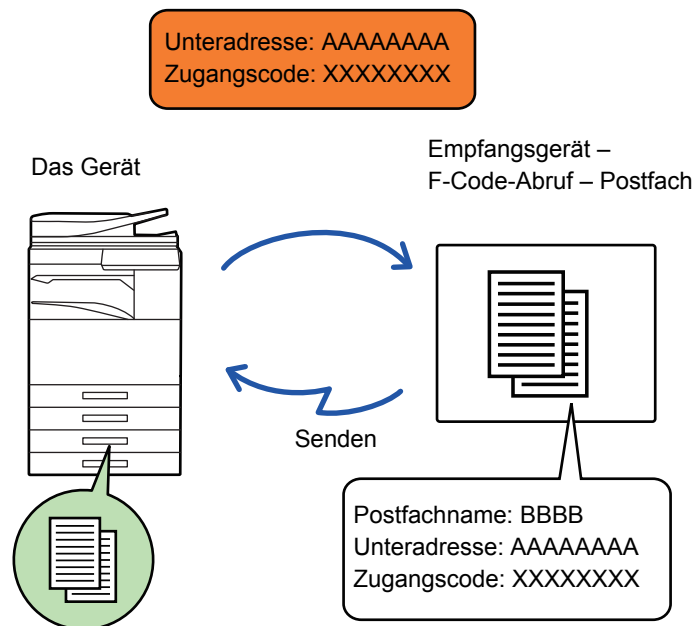 Unteradresse: AAAAAAAA
Zugangscode: XXXXXXXX
Das Gerät
Empfangsgerät –
F-Code-Abruf – Postfach
Senden
Postfachname: BBBB
Unteradresse: AAAAAAAA
Zugangscode: XXXXXXXX